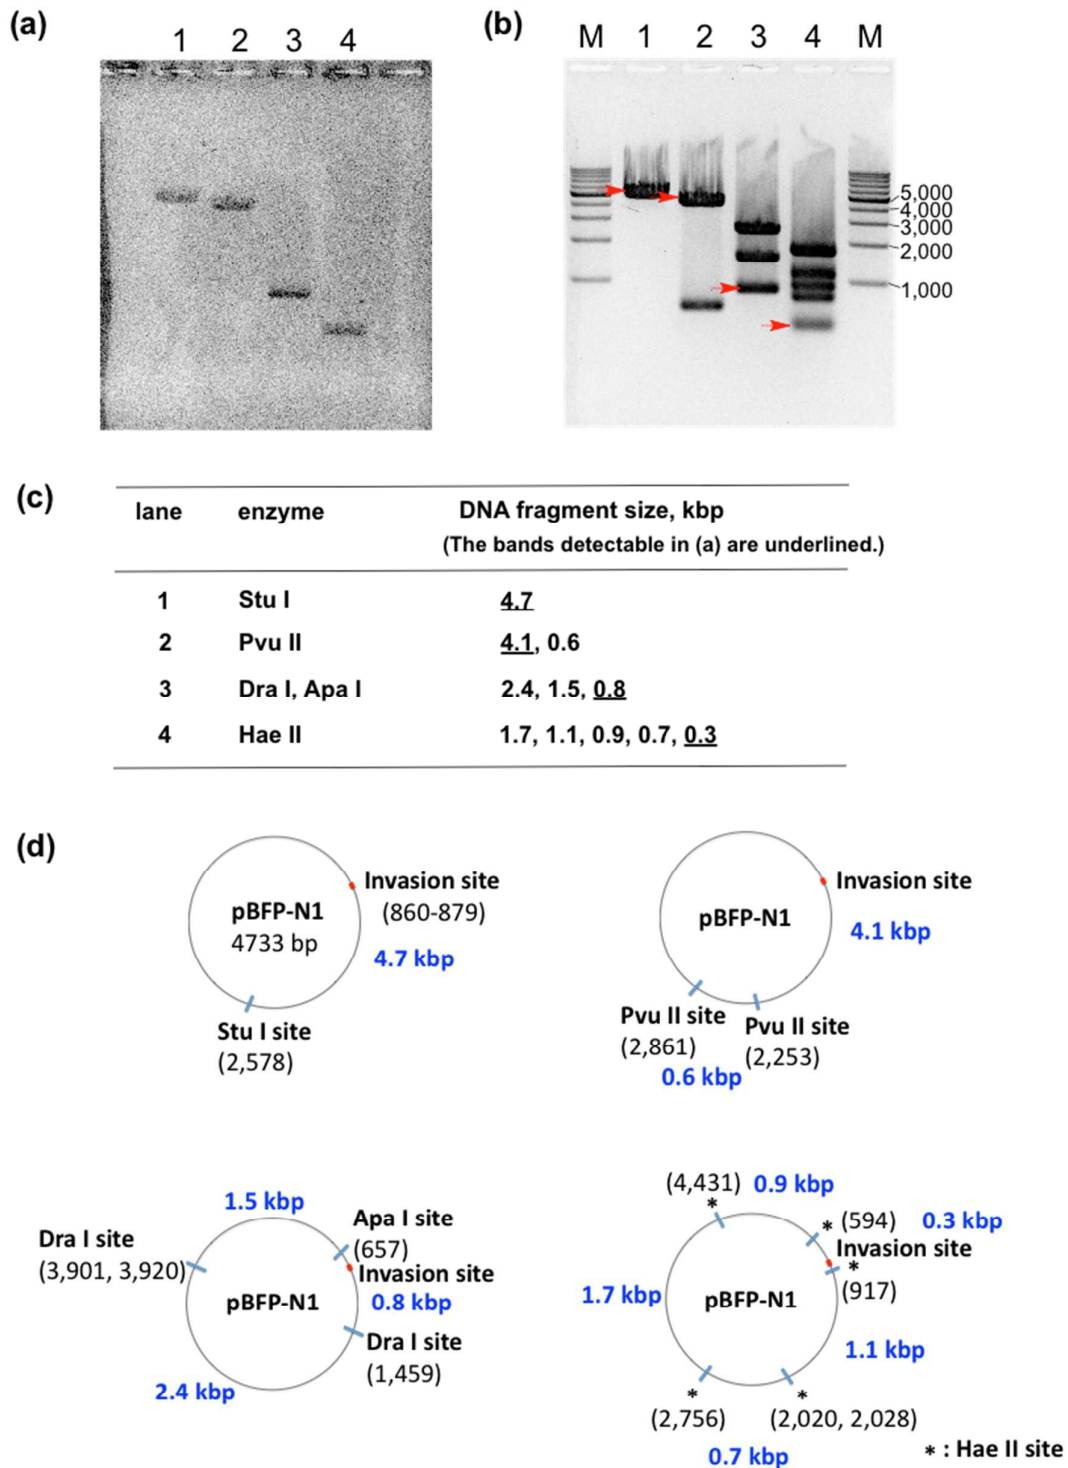 (a)
1 2 3 4
(b)
M 1 2 3 4 M
5,000
4,000
3,000
2,000
1,000
(c)
lane enzyme DNA fragment size, kbp
(The bands detectable in (a) are underlined.)
1 Stu I 4.7
2 Pvu II 4.1, 0.6
3 Dra I, Apa I 2.4, 1.5, 0.8
4 Hae II 1.7, 1.1, 0.9, 0.7, 0.3
(d)
pBFP-N1
4733 bp
Invasion site
(860-879)
4.7 kbp
Stu I site
(2,578)
pBFP-N1
Invasion site
4.1 kbp
Pvu II site
(2,861)
Pvu II site
(2,253)
0.6 kbp
1.5 kbp
Dra I site
(3,901, 3,920)
Apa I site
(657)
Invasion site
0.8 kbp
pBFP-N1
Dra I site
(1,459)
2.4 kbp
(4,431)
*
0.9 kbp
* (594)
0.3 kbp
Invasion site
*
(917)
1.7 kbp
pBFP-N1
1.1 kbp
*
(2,756)
*
(2,020, 2,028)
0.7 kbp
* : Hae II site